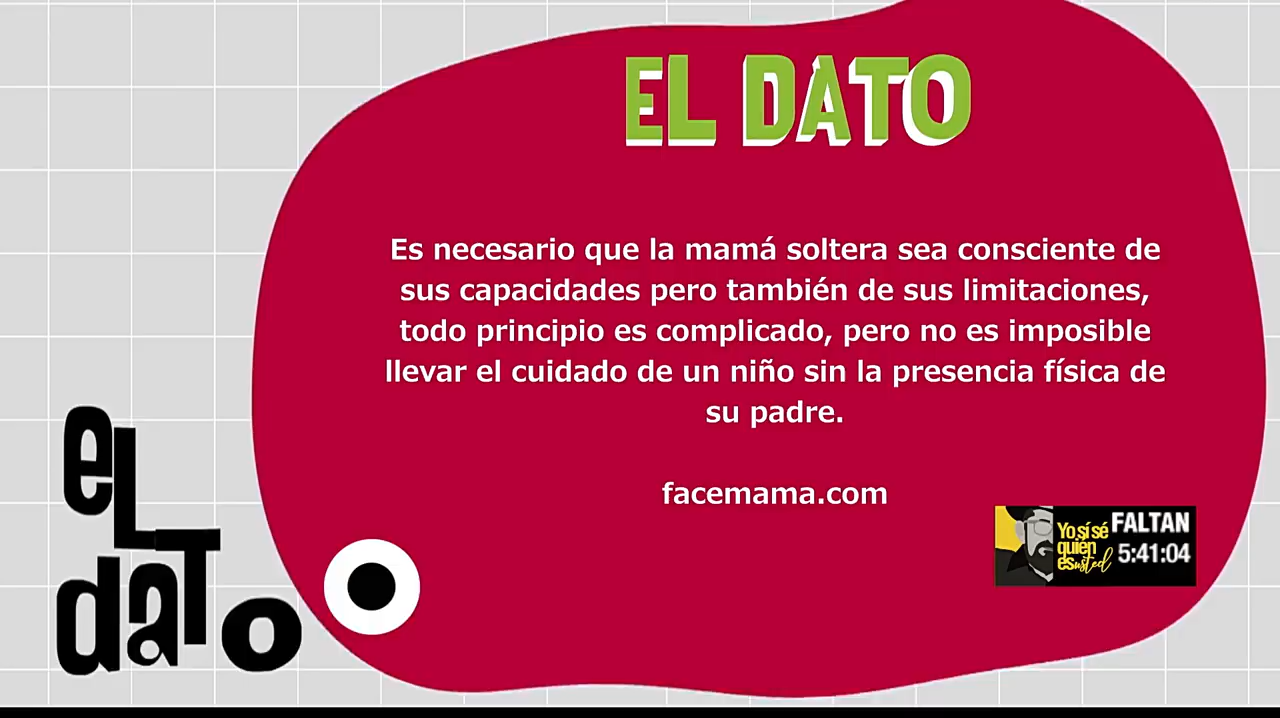 EL DATO
Es necesario que la mamá soltera sea consciente de
sus capacidades pero también de sus limitaciones,
todo principio es complicado, pero no es imposible
llevar el cuidado de un niño sin la presencia física de
su padre.
facemama.com
eL
daTo
Yo sí sé
quién
es usted
FALTAN
5:41:04